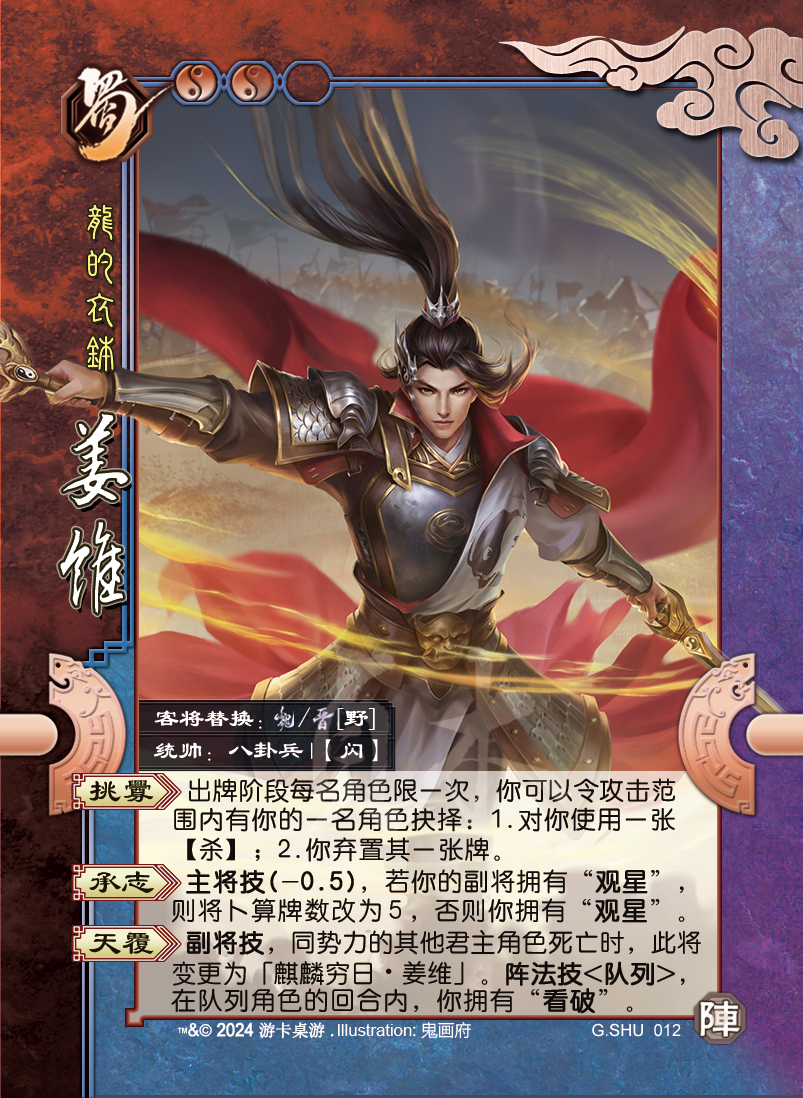 蜀
龍的衣鉢
姜维
客将替换：魏/晋[野]
统帅：八卦兵|【闪】
挑釁 出牌阶段每名角色限一次，你可以令攻击范
围内有你的一名角色抉择：1.对你使用一张
【杀】；2.你弃置其一张牌。
承志 主将技(-0.5)，若你的副将拥有“观星”，
则将卜算牌数改为5，否则你拥有“观星”。
天覆 副将技，同势力的其他君主角色死亡时，此将
变更为「麒麟穷日·姜维」。阵法技<队列>，
在队列角色的回合内，你拥有“看破”。
™&© 2024 游卡桌游 . Illustration: 鬼画府
G.SHU 012
陣